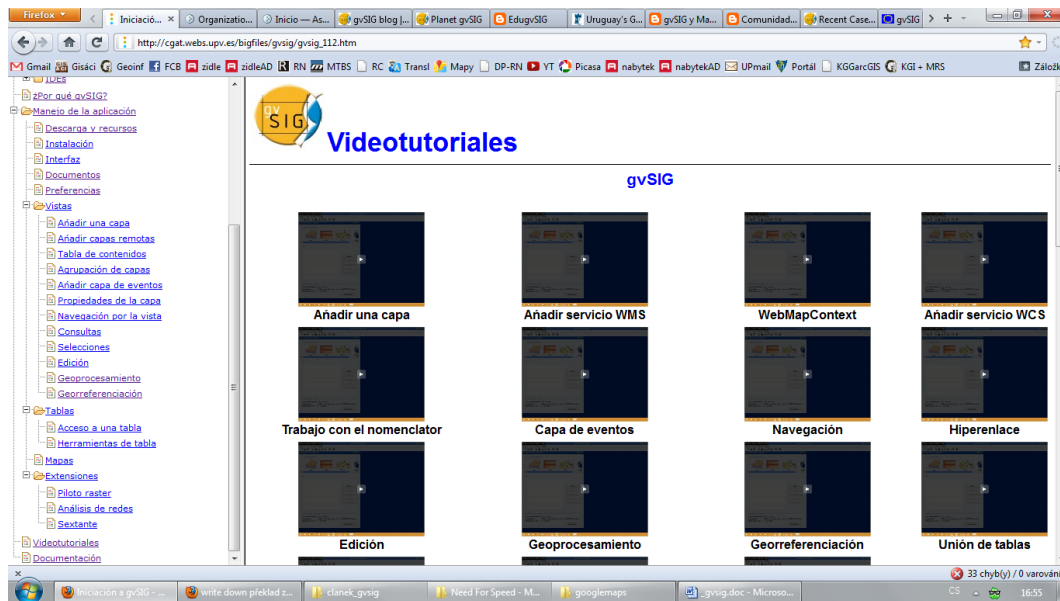 Firefox
Iniciació... ×
Organizatio...
Inicio — As...
gvSIG blog |...
Planet gvSIG
EdugvSIG
Uruguay's G...
gvSIG y Ma...
Comunidad...
Recent Case...
gvSIG
http://cgat.webs.upv.es/bigfiles/gvsig/gvsig_112.htm
Gmail Gisáci Geoinf FCB zidle zidleAD RN MTBS RC Transl Mapy DP-RN YT Picasa nabytek nabytekAD UPmail Portál KGGarcGIS KGI + MRS Záložk
IDEs
¿Por qué gvSIG?
Manejo de la aplicación
Descarga y recursos
Instalación
Interfaz
Documentos
Preferencias
Vistas
Añadir una capa
Añadir capas remotas
Tabla de contenidos
Agrupación de capas
Añadir capa de eventos
Propiedades de la capa
Navegación por la vista
Consultas
Selecciones
Edición
Geoprocesamiento
Georreferenciación
Tablas
Acceso a una tabla
Herramientas de tabla
Mapas
Extensiones
Piloto raster
Análisis de redes
Sextante
Videotutoriales
Documentación
gvSIG
Videotutoriales
gvSIG
Añadir una capa
Añadir servicio WMS
WebMapContext
Añadir servicio WCS
Trabajo con el nomenclator
Capa de eventos
Navegación
Hiperenlace
Edición
Geoprocesamiento
Georreferenciación
Unión de tablas
33 chyb(y) / 0 varování
Iniciación a gvSIG - ...
write down překlad z...
clanek_gvsig
Need For Speed - M...
googlemaps
_gvsig.doc - Microso...
CS
16:55